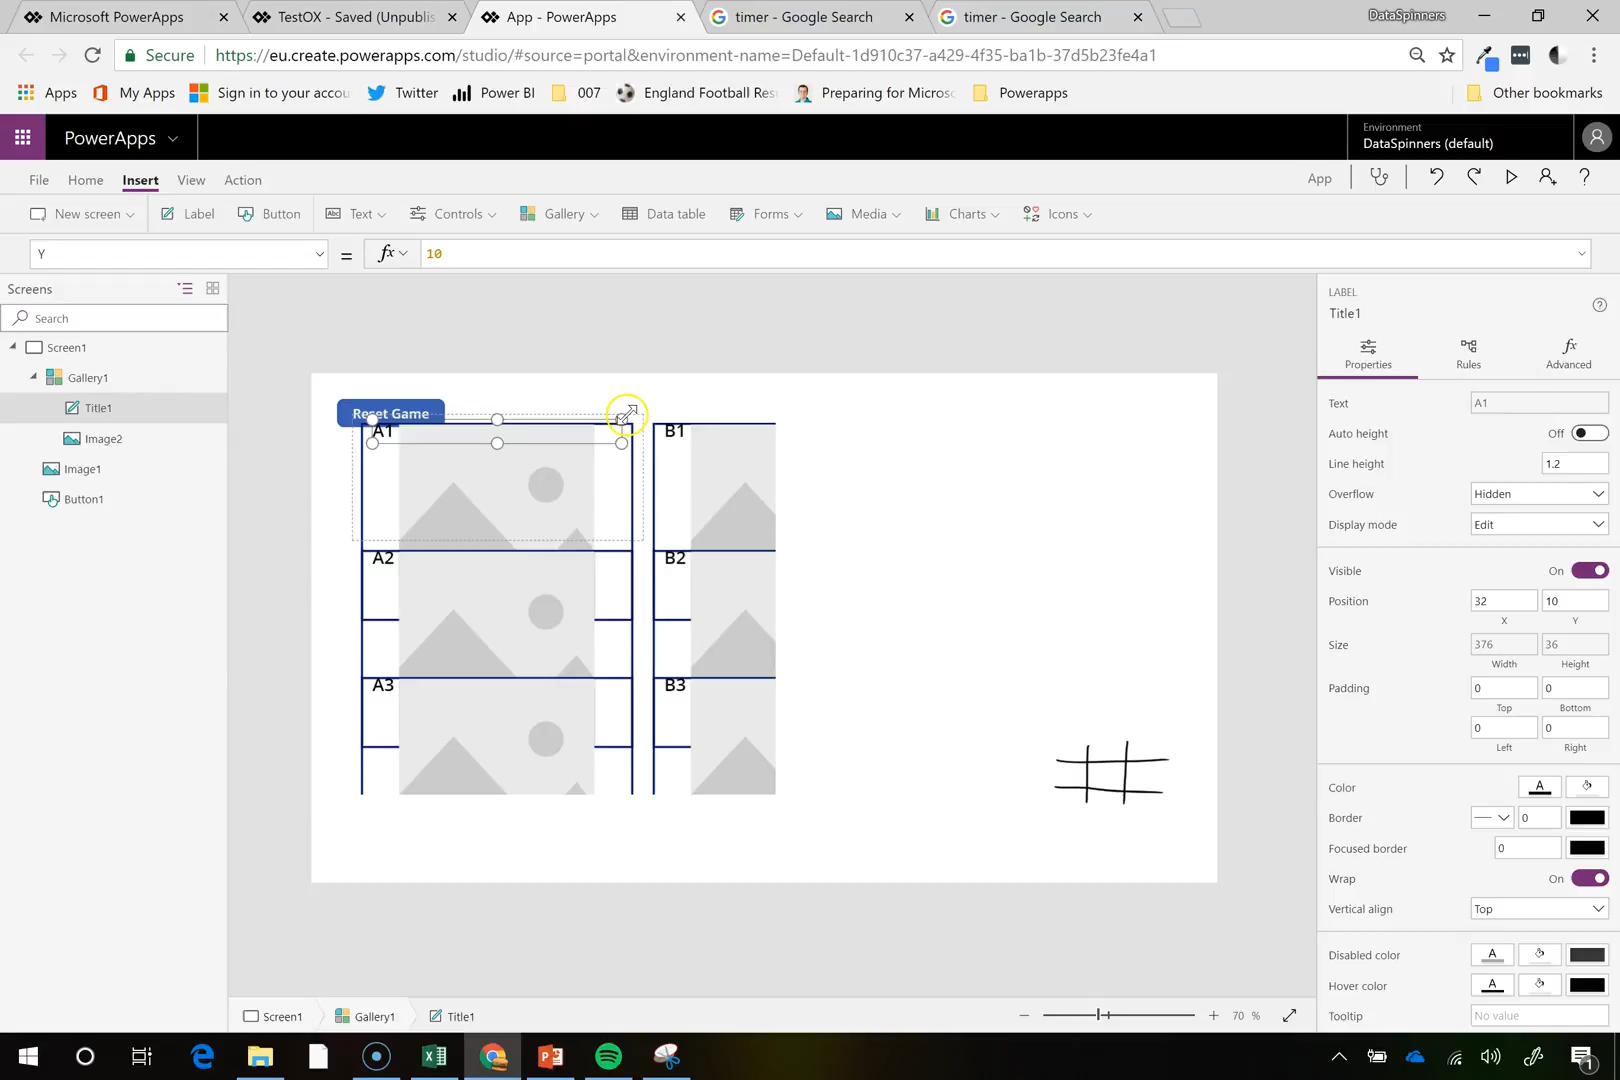 Microsoft PowerApps
TestOX - Saved (Unpublis
App - PowerApps
timer - Google Search
timer - Google Search
DataSpinners
Secure
https://eu.create.powerapps.com/studio/#source=portal&environment-name=Default-1d910c37-a429-4f35-ba1b-37d5b23fe4a1
Apps
My Apps
Sign in to your accou
Twitter
Power BI
007
England Football Res
Preparing for Micros
Powerapps
Other bookmarks
PowerApps
Environment
DataSpinners (default)
File
Home
Insert
View
Action
App
New screen
Label
Button
Text
Controls
Gallery
Data table
Forms
Media
Charts
Icons
Y
=
fx
10
Screens
Search
Screen1
Gallery1
Title1
Image2
Image1
Button1
Reset Game
A1
B1
A2
B2
A3
B3
LABEL
Title1
Properties
Rules
fx
Advanced
Text
A1
Auto height
Off
Line height
1.2
Overflow
Hidden
Display mode
Edit
Visible
On
Position
32
10
X
Y
Size
376
36
Width
Height
Padding
0
0
Top
Bottom
0
0
Left
Right
Color
A
Border
0
Focused border
0
Wrap
On
Vertical align
Top
Disabled color
A
Hover color
A
Tooltip
No value
Screen1
Gallery1
Title1
70 %
1